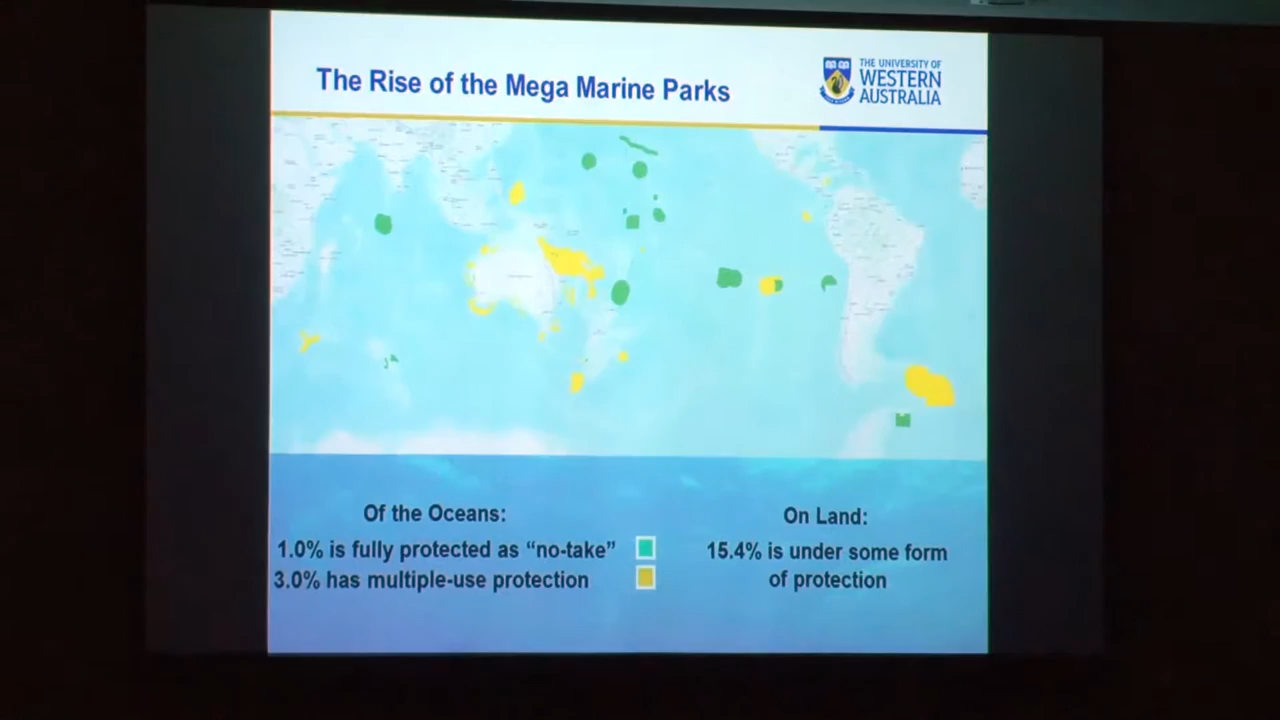 The Rise of the Mega Marine Parks
THE UNIVERSITY OF
WESTERN
AUSTRALIA
Of the Oceans:
1.0% is fully protected as “no-take”
3.0% has multiple-use protection
On Land:
15.4% is under some form
of protection